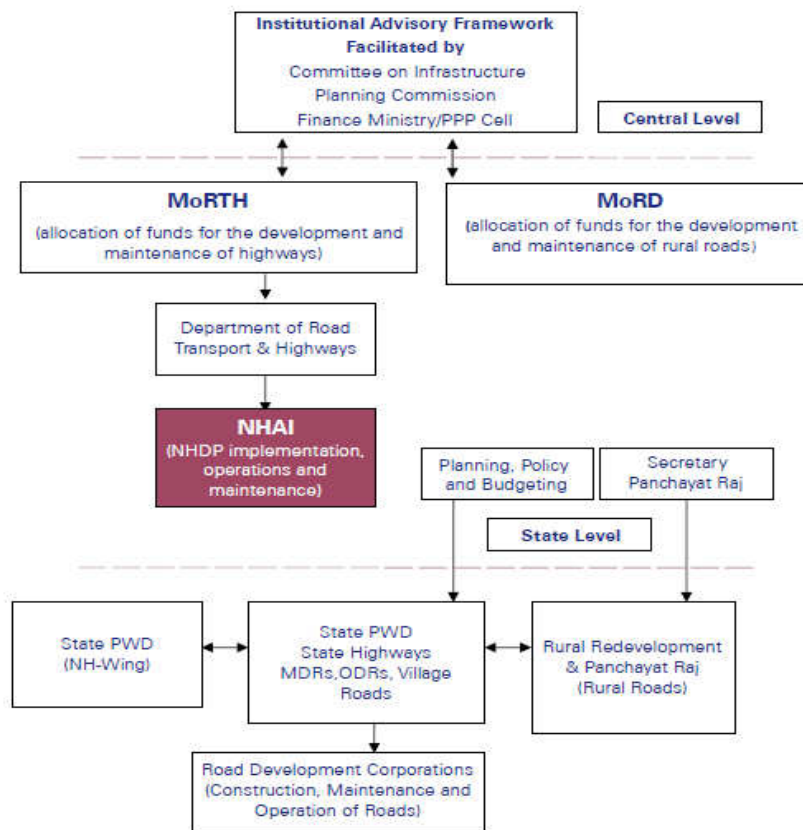 Institutional Advisory Framework
Facilitated by
Committee on Infrastructure
Planning Commission
Finance Ministry/PPP Cell
Central Level
MoRTH
(allocation of funds for the development and
maintenance of highways)
MoRD
(allocation of funds for the development
and maintenance of rural roads)
Department of Road
Transport & Highways
NHAI
(NHDP implementation,
operations and
maintenance)
Planning, Policy
and Budgeting
Secretary
Panchayat Raj
State Level
State PWD
(NH-Wing)
State PWD
State Highways
MDRs,ODRs, Village
Roads
Rural Redevelopment
& Panchayat Raj
(Rural Roads)
Road Development Corporations
(Construction, Maintenance and
Operation of Roads)